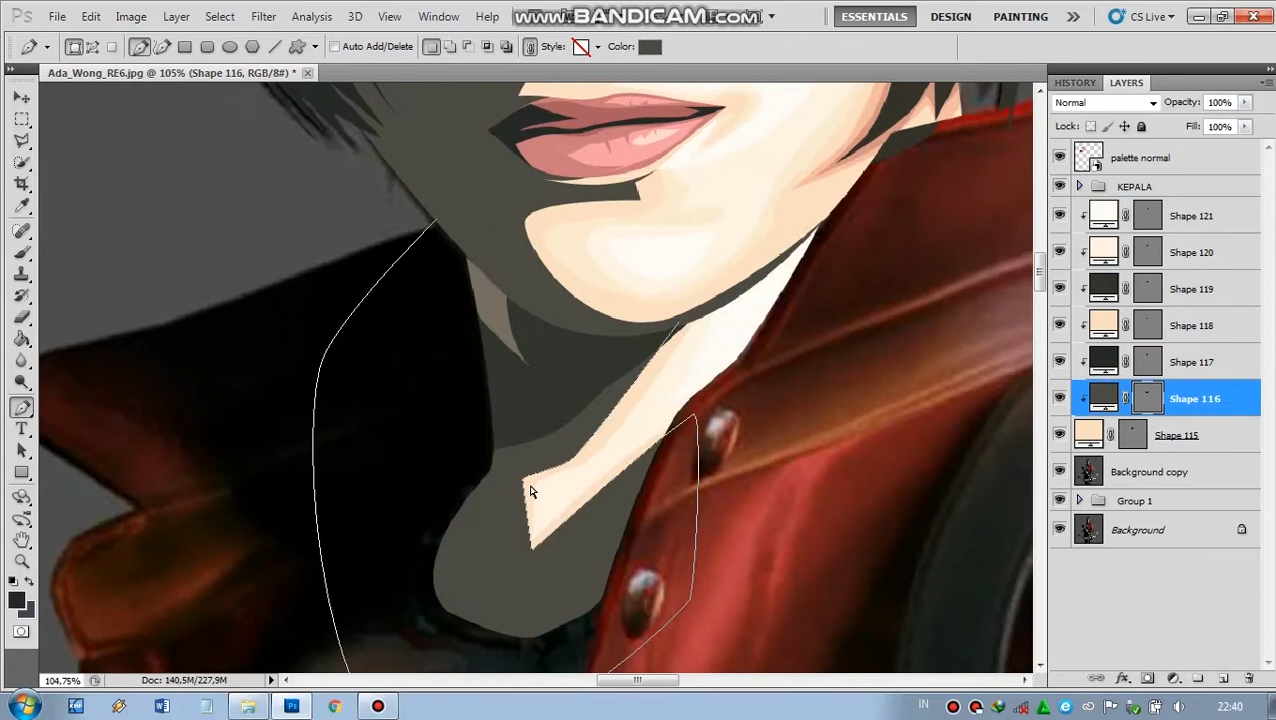 Ps
File
Edit
Image
Layer
Select
Filter
Analysis
3D
View
Window
Help
www.BANDICAM.com
ESSENTIALS
DESIGN
PAINTING
CS Live
Auto Add/Delete
Style:
Color:
Ada_Wong_RE6.jpg @ 105% (Shape 116, RGB/8#) *
HISTORY
LAYERS
Normal
Opacity: 100%
Lock:
Fill: 100%
palette normal
KEPALA
Shape 121
Shape 120
Shape 119
Shape 118
Shape 117
Shape 116
Shape 115
Background copy
Group 1
Background
104,75%
Doc: 140,5M/227,9M
IN
22:40